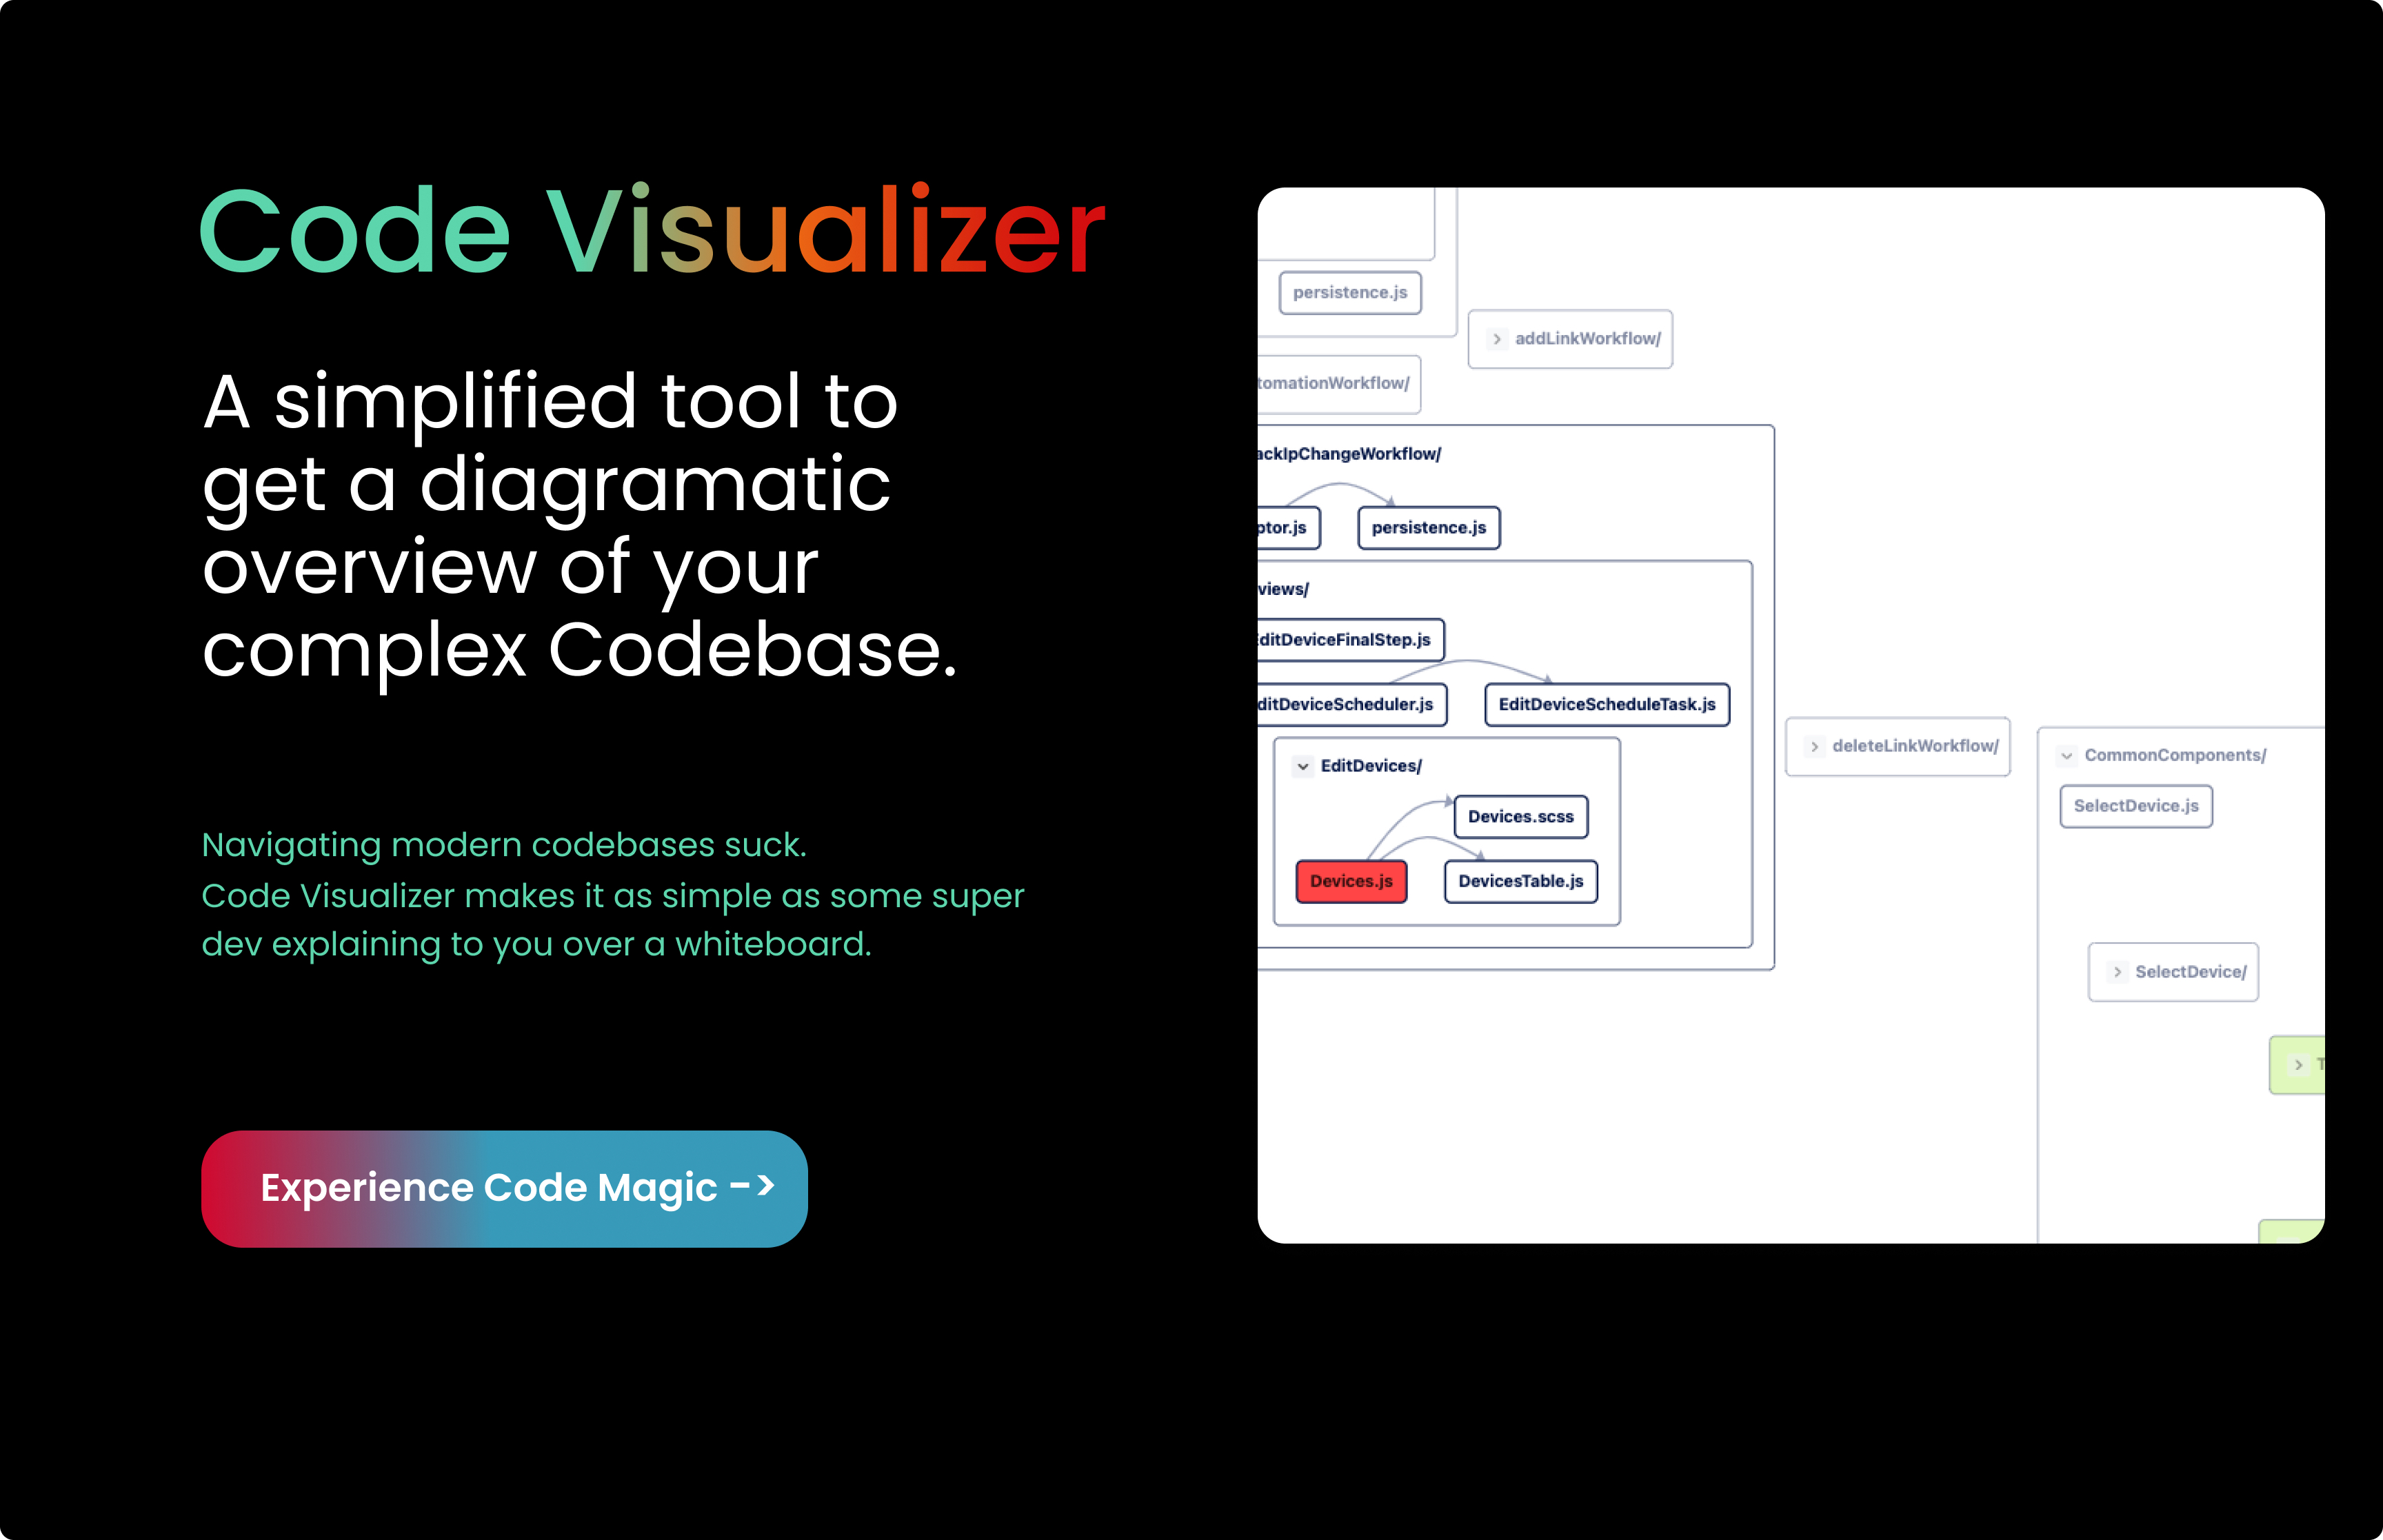 Code Visualizer
A simplified tool to
get a diagramatic
overview of your
complex Codebase.
Navigating modern codebases suck.
Code Visualizer makes it as simple as some super
dev explaining to you over a whiteboard.
Experience Code Magic ->
persistence.js
addLinkWorkflow/
tomationWorkflow/
ackIpChangeWorkflow/
ptor.js
persistence.js
views/
EditDeviceFinalStep.js
ditDeviceScheduler.js
EditDeviceScheduleTask.js
EditDevices/
Devices.scss
Devices.js
DevicesTable.js
deleteLinkWorkflow/
CommonComponents/
SelectDevice.js
SelectDevice/